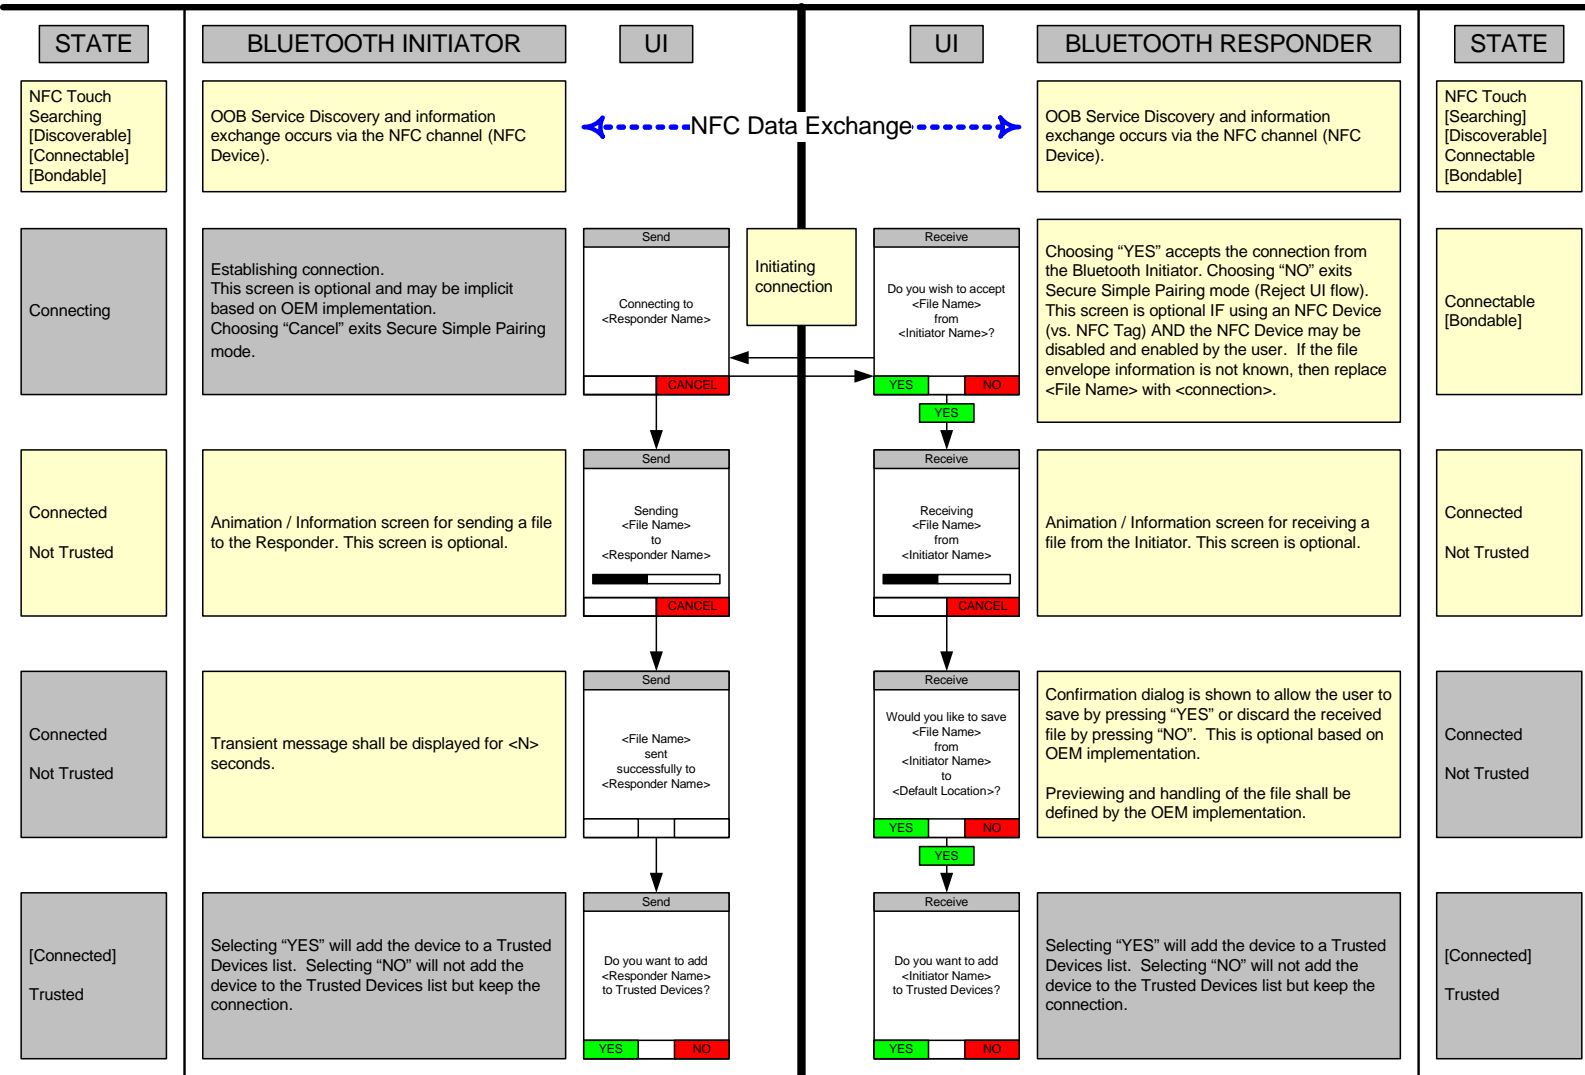 STATE
BLUETOOTH INITIATOR
UI
UI
BLUETOOTH RESPONDER
STATE
NFC Touch
Searching
[Discoverable]
[Connectable]
[Bondable]
OOB Service Discovery and information
exchange occurs via the NFC channel (NFC
Device).
NFC Data Exchange
OOB Service Discovery and information
exchange occurs via the NFC channel (NFC
Device).
NFC Touch
[Searching]
[Discoverable]
Connectable
[Bondable]
Connecting
Establishing connection.
This screen is optional and may be implicit
based on OEM implementation.
Choosing “Cancel” exits Secure Simple Pairing
mode.
Send
Connecting to
<Responder Name>
CANCEL
Initiating
connection
Receive
Do you wish to accept
<File Name>
from
<Initiator Name>?
YES
NO
YES
Choosing “YES” accepts the connection from
the Bluetooth Initiator. Choosing “NO” exits
Secure Simple Pairing mode (Reject UI flow).
This screen is optional IF using an NFC Device
(vs. NFC Tag) AND the NFC Device may be
disabled and enabled by the user.  If the file
envelope information is not known, then replace
<File Name> with <connection>.
Connectable
[Bondable]
Connected
Not Trusted
Animation / Information screen for sending a file
to the Responder. This screen is optional.
Send
Sending
<File Name>
to
<Responder Name>
CANCEL
Receive
Receiving
<File Name>
from
<Initiator Name>
CANCEL
Animation / Information screen for receiving a
file from the Initiator. This screen is optional.
Connected
Not Trusted
Connected
Not Trusted
Transient message shall be displayed for <N>
seconds.
Send
<File Name>
sent
successfully to
<Responder Name>
Receive
Would you like to save
<File Name>
from
<Initiator Name>
to
<Default Location>?
YES
NO
YES
Confirmation dialog is shown to allow the user to
save by pressing “YES” or discard the received
file by pressing “NO”.  This is optional based on
OEM implementation.
Previewing and handling of the file shall be
defined by the OEM implementation.
Connected
Not Trusted
[Connected]
Trusted
Selecting “YES” will add the device to a Trusted
Devices list.  Selecting “NO” will not add the
device to the Trusted Devices list but keep the
connection.
Send
Do you want to add
<Responder Name>
to Trusted Devices?
YES
NO
Receive
Do you want to add
<Initiator Name>
to Trusted Devices?
YES
NO
Selecting “YES” will add the device to a Trusted
Devices list.  Selecting “NO” will not add the
device to the Trusted Devices list but keep the
connection.
[Connected]
Trusted